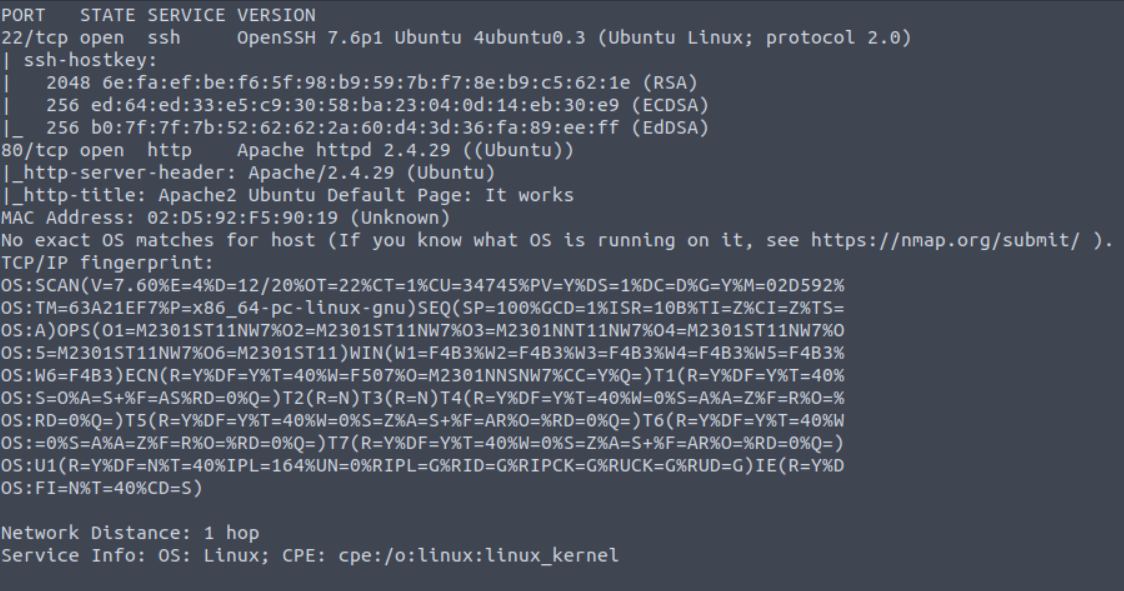 PORT   STATE SERVICE VERSION
22/tcp open  ssh     OpenSSH 7.6p1 Ubuntu 4ubuntu0.3 (Ubuntu Linux; protocol 2.0)
| ssh-hostkey:
|   2048 6e:fa:ef:be:f6:5f:98:b9:59:7b:f7:8e:b9:c5:62:1e (RSA)
|   256 ed:64:ed:33:e5:c9:30:58:ba:23:04:0d:14:eb:30:e9 (ECDSA)
|_  256 b0:7f:7f:7b:52:62:62:2a:60:d4:3d:36:fa:89:ee:ff (EdDSA)
80/tcp open  http    Apache httpd 2.4.29 ((Ubuntu))
|_http-server-header: Apache/2.4.29 (Ubuntu)
|_http-title: Apache2 Ubuntu Default Page: It works
MAC Address: 02:D5:92:F5:90:19 (Unknown)
No exact OS matches for host (If you know what OS is running on it, see https://nmap.org/submit/ ).
TCP/IP fingerprint:
OS:SCAN(V=7.60%E=4%D=12/20%OT=22%CT=1%CU=34745%PV=Y%DS=1%DC=D%G=Y%M=02D592%
OS:TM=63A21EF7%P=x86_64-pc-linux-gnu)SEQ(SP=100%GCD=1%ISR=10B%TI=Z%CI=Z%TS=
OS:A)OPS(O1=M2301ST11NW7%O2=M2301ST11NW7%O3=M2301NNT11NW7%O4=M2301ST11NW7%O
OS:5=M2301ST11NW7%O6=M2301ST11)WIN(W1=F4B3%W2=F4B3%W3=F4B3%W4=F4B3%W5=F4B3%
OS:W6=F4B3)ECN(R=Y%DF=Y%T=40%W=F507%O=M2301NNSNW7%CC=Y%Q=)T1(R=Y%DF=Y%T=40%
OS:S=O%A=S+%F=AS%RD=0%Q=)T2(R=N)T3(R=N)T4(R=Y%DF=Y%T=40%W=0%S=A%A=Z%F=R%O=%
OS:RD=0%Q=)T5(R=Y%DF=Y%T=40%W=0%S=Z%A=S+%F=AR%O=%RD=0%Q=)T6(R=Y%DF=Y%T=40%W
OS:=0%S=A%A=Z%F=R%O=%RD=0%Q=)T7(R=Y%DF=Y%T=40%W=0%S=Z%A=S+%F=AR%O=%RD=0%Q=)
OS:U1(R=Y%DF=N%T=40%IPL=164%UN=0%RIPL=G%RID=G%RIPCK=G%RUCK=G%RUD=G)IE(R=Y%D
OS:FI=N%T=40%CD=S)
Network Distance: 1 hop
Service Info: OS: Linux; CPE: cpe:/o:linux:linux_kernel